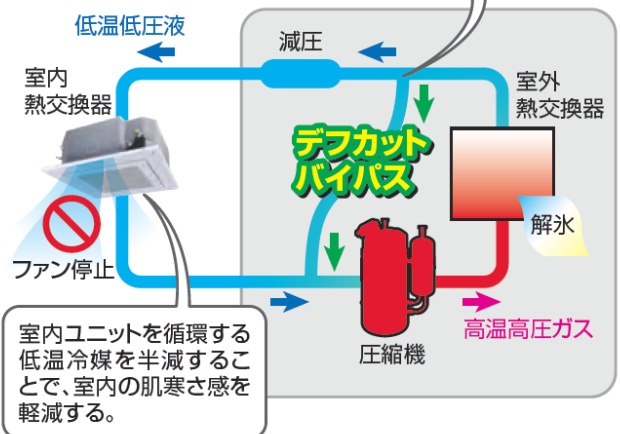 低温低圧液
減圧
室内
熱交換器
室外
熱交換器
デフカット
バイパス
解氷
ファン停止
高温高圧ガス
圧縮機
室内ユニットを循環する
低温冷媒を半減するこ
とで、室内の肌寒さ感を
軽減する。